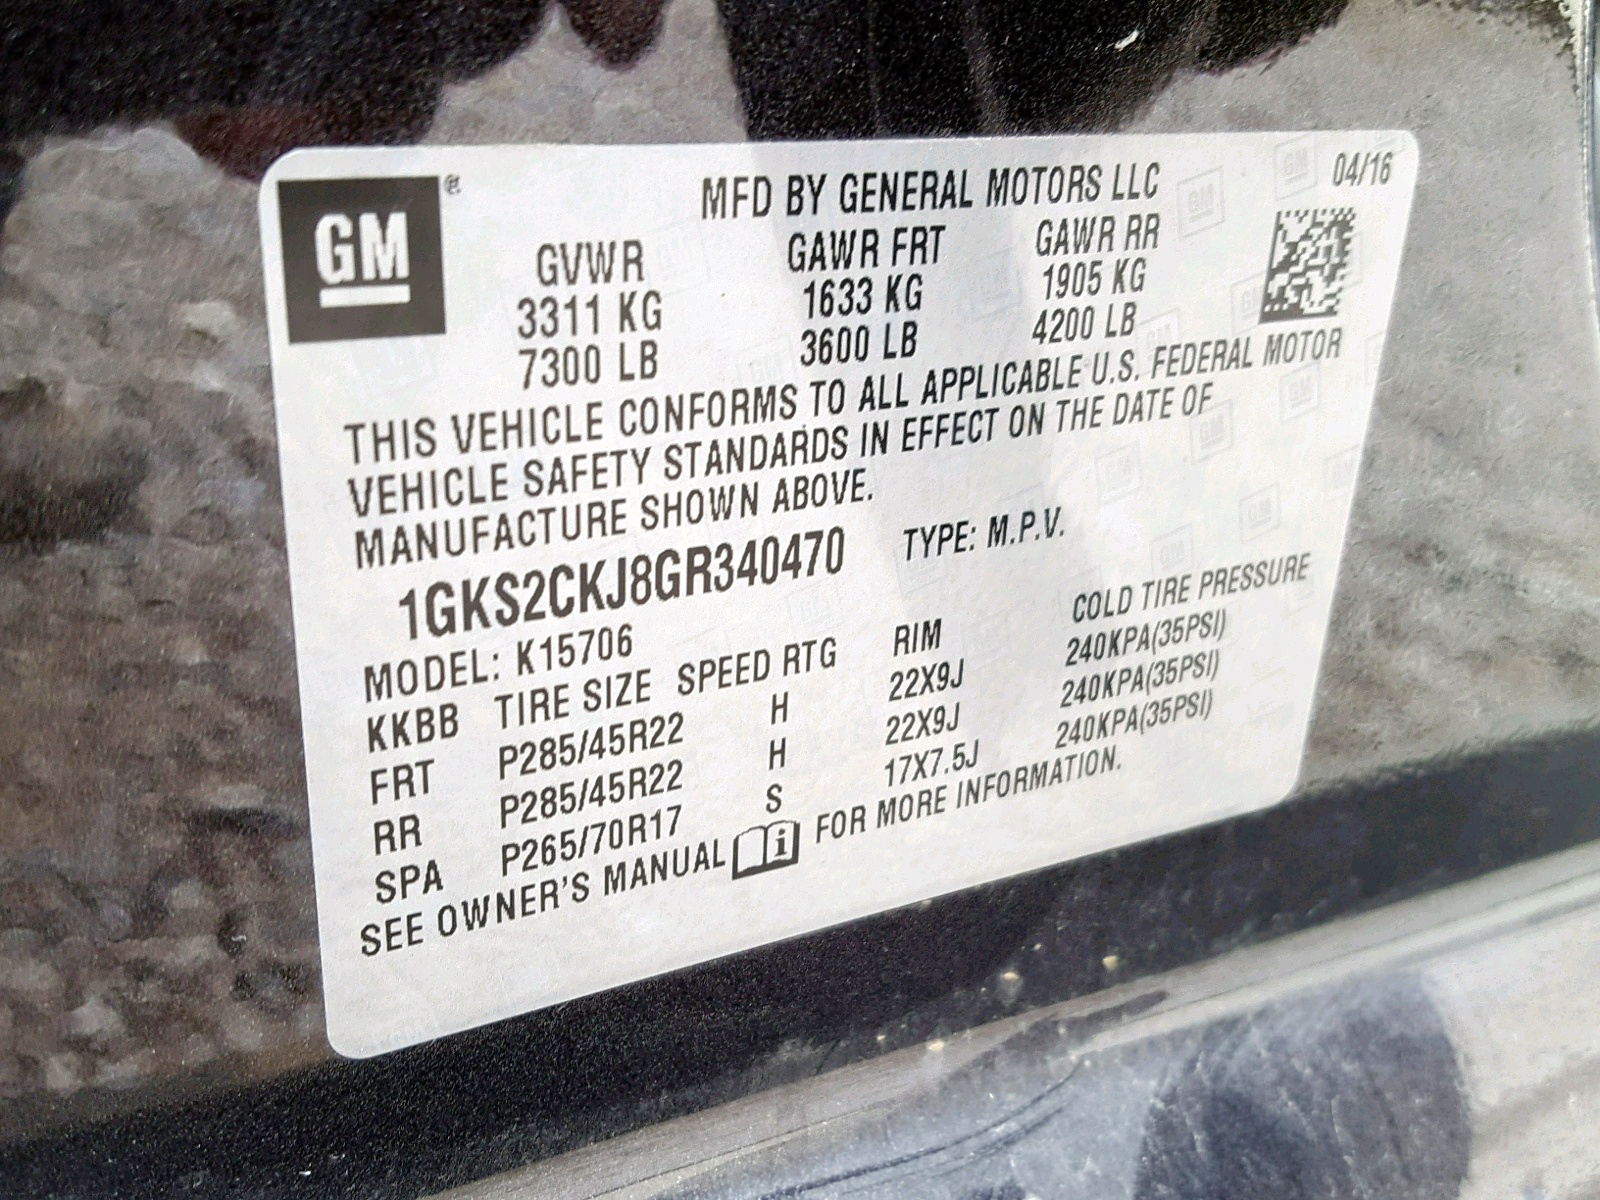 GM®
MFD BY GENERAL MOTORS LLC 04/16
GVWR GAWR FRT GAWR RR
3311 KG 1633 KG 1905 KG
7300 LB 3600 LB 4200 LB
THIS VEHICLE CONFORMS TO ALL APPLICABLE U.S. FEDERAL MOTOR
VEHICLE SAFETY STANDARDS IN EFFECT ON THE DATE OF
MANUFACTURE SHOWN ABOVE.
1GKS2CKJ8GR340470 TYPE: M.P.V.
MODEL: K15706
KKBB TIRE SIZE SPEED RTG RIM COLD TIRE PRESSURE
FRT P285/45R22 H 22X9J 240KPA(35PSI)
RR P285/45R22 H 22X9J 240KPA(35PSI)
SPA P265/70R17 S 17X7.5J 240KPA(35PSI)
SEE OWNER'S MANUAL i FOR MORE INFORMATION.